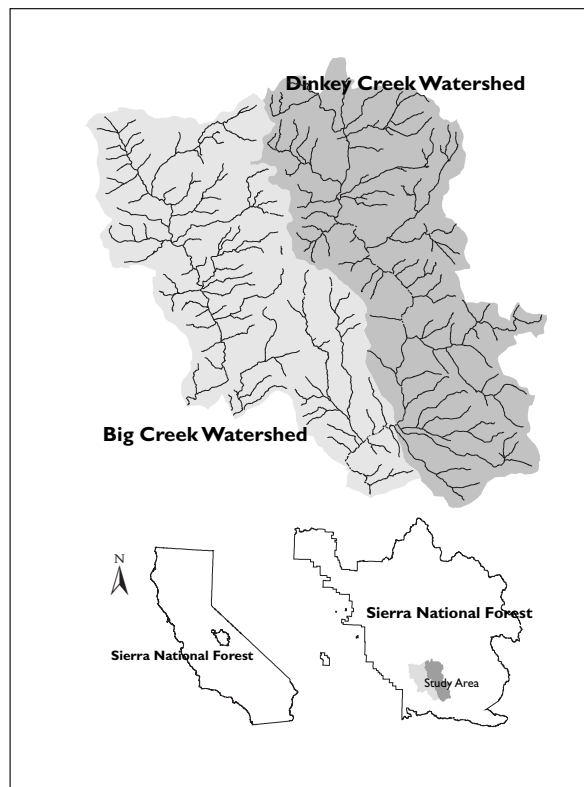 Dinkey Creek Watershed
Big Creek Watershed
N
Sierra National Forest
Sierra National Forest
Study Area